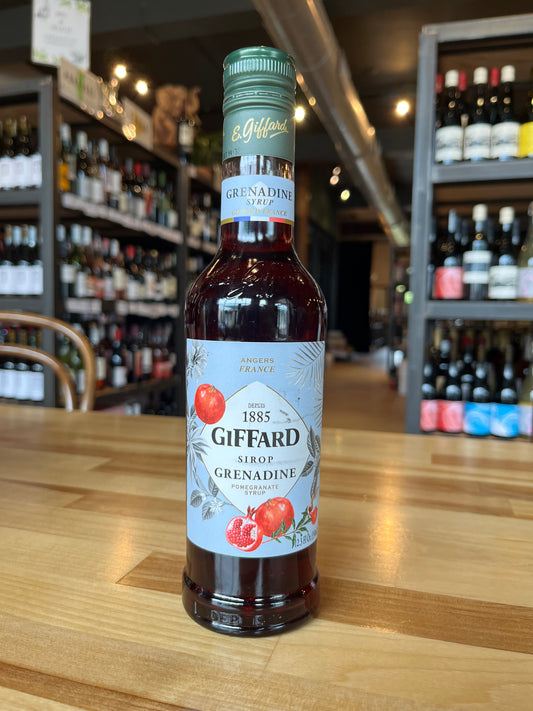 E. Giffard
GRENADINE
SYRUP
ANGERS
FRANCE
DEPUIS
1885
GIFFARD
SIROP
GRENADINE
POMEGRANATE
SYRUP